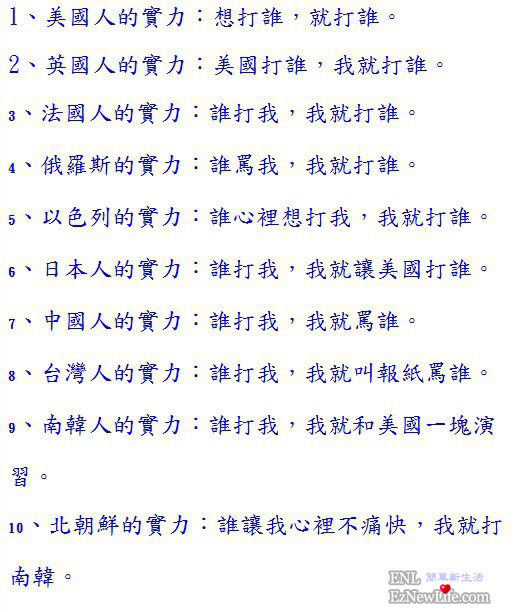 1、美國人的實力：想打誰，就打誰。
2、英國人的實力：美國打誰，我就打誰。
3、法國人的實力：誰打我，我就打誰。
4、俄羅斯的實力：誰罵我，我就打誰。
5、以色列的實力：誰心裡想打我，我就打誰。
6、日本人的實力：誰打我，我就讓美國打誰。
7、中國人的實力：誰打我，我就罵誰。
8、台灣人的實力：誰打我，我就叫報紙罵誰。
9、南韓人的實力：誰打我，我就和美國一塊演
習。
10、北朝鮮的實力：誰讓我心裡不痛快，我就打
南韓。
ENL 簡單新生活
EzNewLife.com